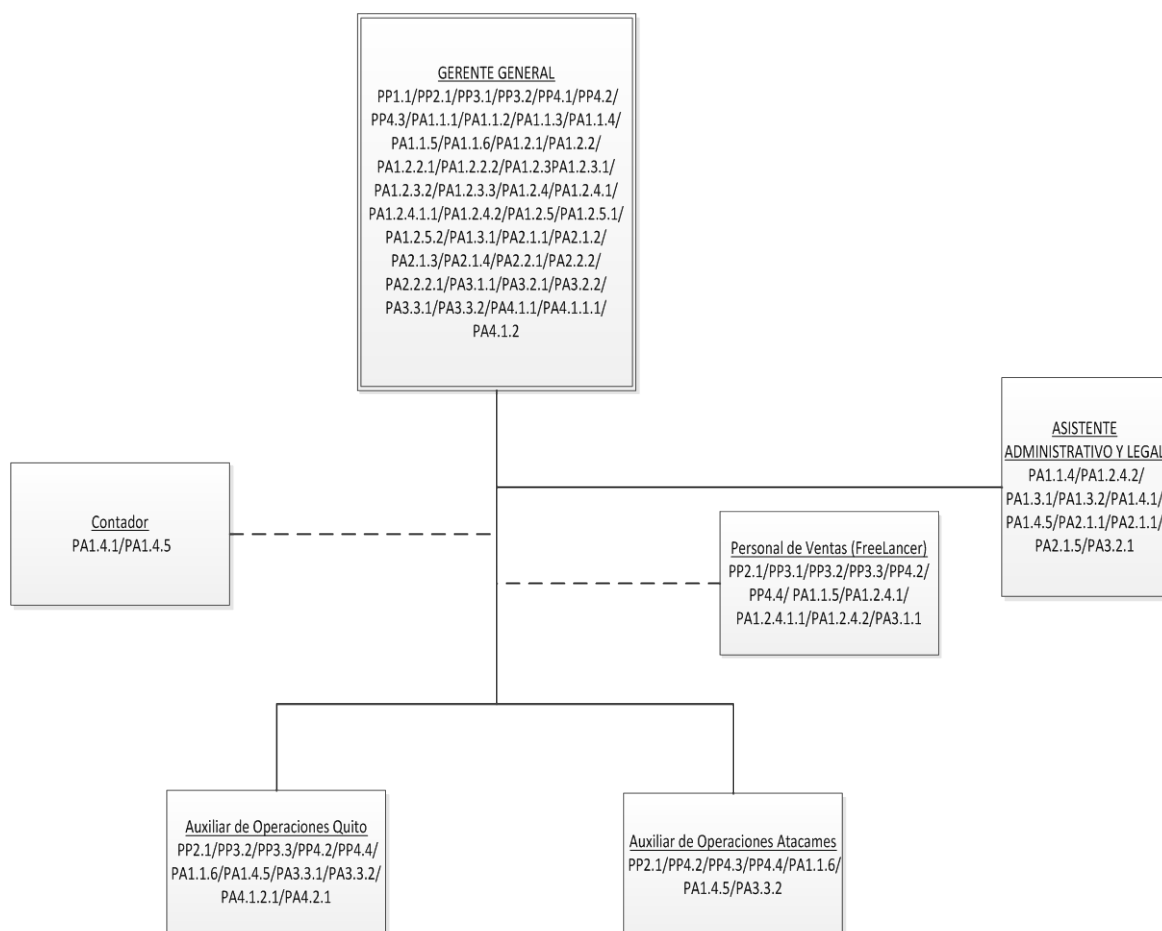 GERENTE GENERAL
PP1.1/PP2.1/PP3.1/PP3.2/PP4.1/PP4.2/
PP4.3/PA1.1.1/PA1.1.2/PA1.1.3/PA1.1.4/
PA1.1.5/PA1.1.6/PA1.2.1/PA1.2.2/
PA1.2.2.1/PA1.2.2.2/PA1.2.3PA1.2.3.1/
PA1.2.3.2/PA1.2.3.3/PA1.2.4/PA1.2.4.1/
PA1.2.4.1.1/PA1.2.4.2/PA1.2.5/PA1.2.5.1/
PA1.2.5.2/PA1.3.1/PA2.1.1/PA2.1.2/
PA2.1.3/PA2.1.4/PA2.2.1/PA2.2.2/
PA2.2.2.1/PA3.1.1/PA3.2.1/PA3.2.2/
PA3.3.1/PA3.3.2/PA4.1.1/PA4.1.1.1/
PA4.1.2
ASISTENTE
ADMINISTRATIVO Y LEGAL
PA1.1.4/PA1.2.4.2/
PA1.3.1/PA1.3.2/PA1.4.1/
PA1.4.5/PA2.1.1/PA2.1.1/
PA2.1.5/PA3.2.1
Contador
PA1.4.1/PA1.4.5
Personal de Ventas (FreeLancer)
PP2.1/PP3.1/PP3.2/PP3.3/PP4.2/
PP4.4/ PA1.1.5/PA1.2.4.1/
PA1.2.4.1.1/PA1.2.4.2/PA3.1.1
Auxiliar de Operaciones Quito
PP2.1/PP3.2/PP3.3/PP4.2/PP4.4/
PA1.1.6/PA1.4.5/PA3.3.1/PA3.3.2/
PA4.1.2.1/PA4.2.1
Auxiliar de Operaciones Atacames
PP2.1/PP4.2/PP4.3/PP4.4/PA1.1.6/
PA1.4.5/PA3.3.2